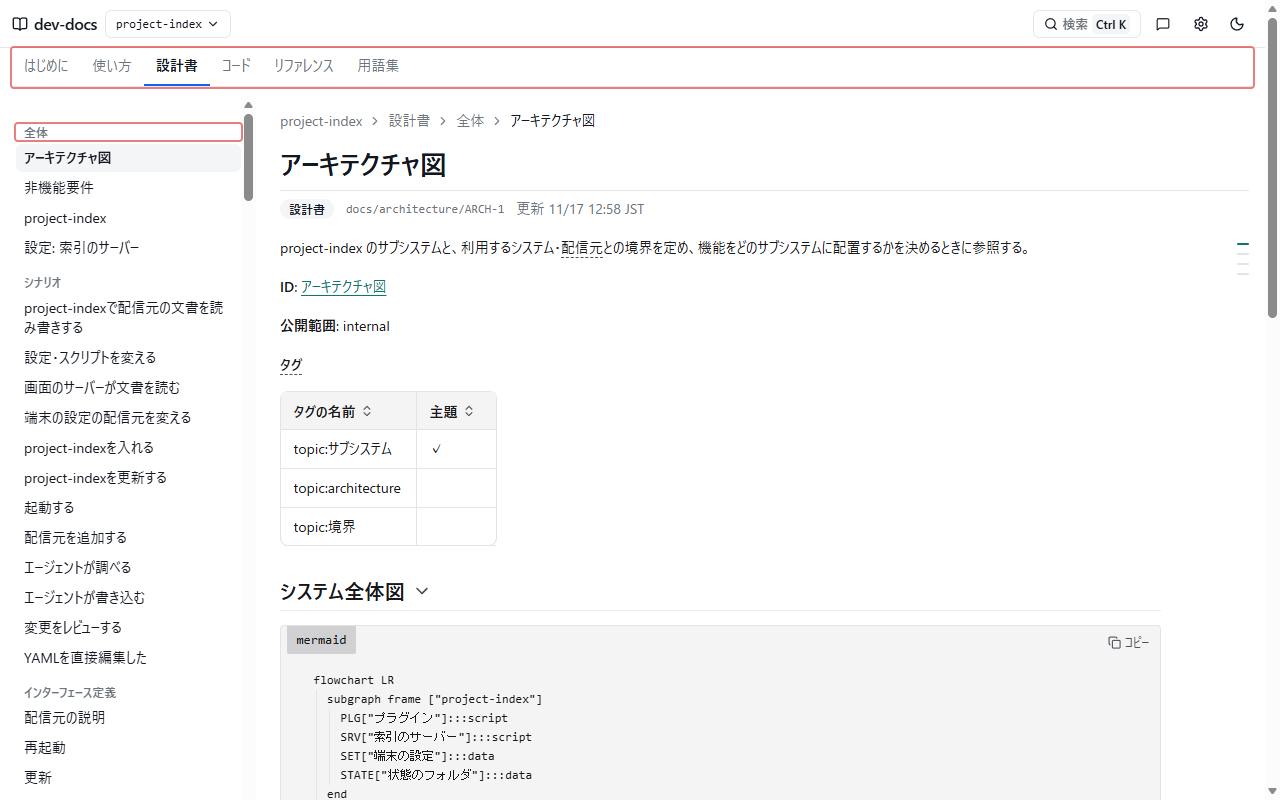 dev-docs
project-index
検索 Ctrl K
はじめに 使い方 設計書 コード リファレンス 用語集
全体
アーキテクチャ図
非機能要件
project-index
設定: 索引のサーバー
シナリオ
project-indexで配信元の文書を読み書きする
設定・スクリプトを変える
画面のサーバーが文書を読む
端末の設定の配信元を変える
project-indexを入れる
project-indexを更新する
起動する
配信元を追加する
エージェントが調べる
エージェントが書き込む
変更をレビューする
YAMLを直接編集した
インターフェース定義
配信元の説明
再起動
更新
project-index > 設計書 > 全体 > アーキテクチャ図
アーキテクチャ図
設計書 docs/architecture/ARCH-1 更新 11/17 12:58 JST
project-index のサブシステムと、利用するシステム・配信元との境界を定め、機能をどのサブシステムに配置するかを決めるときに参照する。
ID: アーキテクチャ図
公開範囲: internal
タグ
タグの名前 主題
topic:サブシステム ✓
topic:architecture
topic:境界
システム全体図
mermaid
コピー
flowchart LR
subgraph frame ["project-index"]
PLG["プラグイン"]:::script
SRV["索引のサーバー"]:::script
SET["端末の設定"]:::data
STATE["状態のフォルダ"]:::data
end